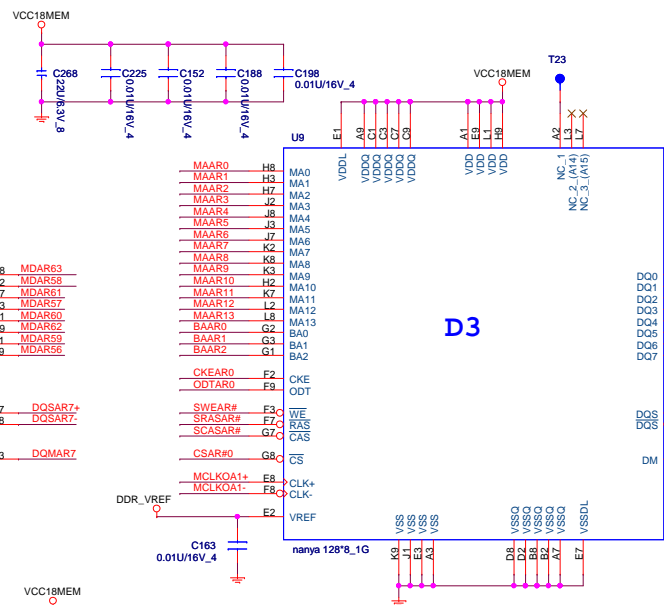 VCC18MEM
T23
C268
22U/6.3V_8
C225
0.01U/16V_4
C152
0.01U/16V_4
C188
0.01U/16V_4
C198
0.01U/16V_4
VCC18MEM
U9
E1
A9
C1
C3
C7
C9
A1
E9
L1
H9
A2
L3
L7
VDDL
VDDQ
VDDQ
VDDQ
VDDQ
VDDQ
VDD
VDD
VDD
VDD
NC_1
NC_2_(A14)
NC_3_(A15)
MAAR0 H8 MA0
MAAR1 H3 MA1
MAAR2 H7 MA2
MAAR3 J2 MA3
MAAR4 J8 MA4
MAAR5 J3 MA5
MAAR6 J7 MA6
MAAR7 K2 MA7
MAAR8 K8 MA8
MAAR9 K3 MA9
MAAR10 H2 MA10
MAAR11 K7 MA11
MAAR12 L2 MA12
MAAR13 L8 MA13
BAAR0 G2 BA0
BAAR1 G3 BA1
BAAR2 G1 BA2
MDAR63
MDAR58
MDAR61
MDAR57
MDAR60
MDAR62
MDAR59
MDAR56
D3
DQ0
DQ1
DQ2
DQ3
DQ4
DQ5
DQ6
DQ7
CKEAR0 F2 CKE
ODTAR0 F9 ODT
DQSAR7+
DQSAR7-
SWEAR# F3 WE
SRASAR# F7 RAS
SCASAR# G7 CAS
DQS
DQS
DQMAR7
CSAR#0 G8 CS
DM
MCLKOA1+ E8 CLK+
MCLKOA1- F8 CLK-
DDR_VREF
E2 VREF
C163
0.01U/16V_4
VSS
VSS
VSS
VSS
VSSQ
VSSQ
VSSQ
VSSQ
VSSQ
VSSDL
nanya 128*8_1G
K9
J1
E3
A3
D8
D2
B8
B2
A7
E7
VCC18MEM